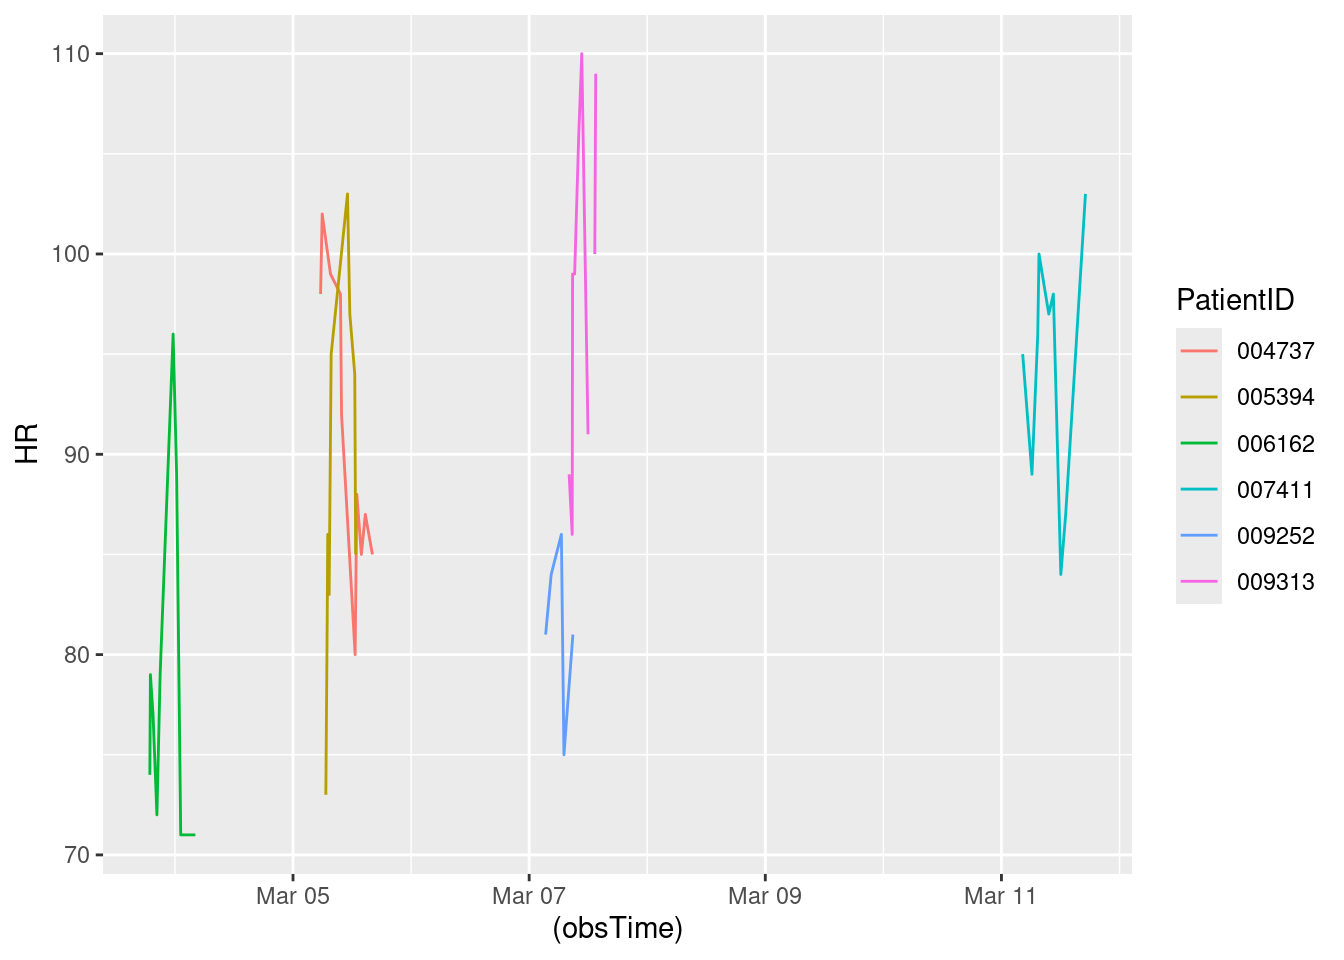 110
100
90
80
70
HR
Mar 05
Mar 07
Mar 09
Mar 11
(obsTime)
PatientID
004737
005394
006162
007411
009252
009313